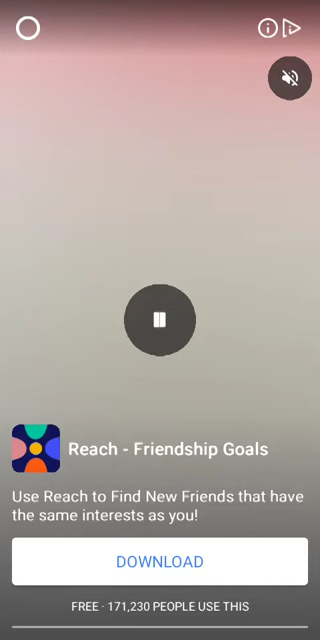 Reach - Friendship Goals
Use Reach to Find New Friends that have
the same interests as you!
DOWNLOAD
FREE · 171,230 PEOPLE USE THIS